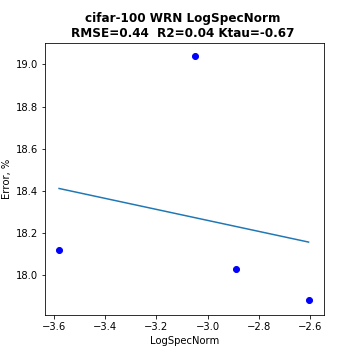 cifar-100 WRN LogSpecNorm
RMSE=0.44 R2=0.04 Ktau=-0.67
19.0
18.8
18.6
18.4
18.2
18.0
Error, %
−3.6 −3.4 −3.2 −3.0 −2.8 −2.6
LogSpecNorm